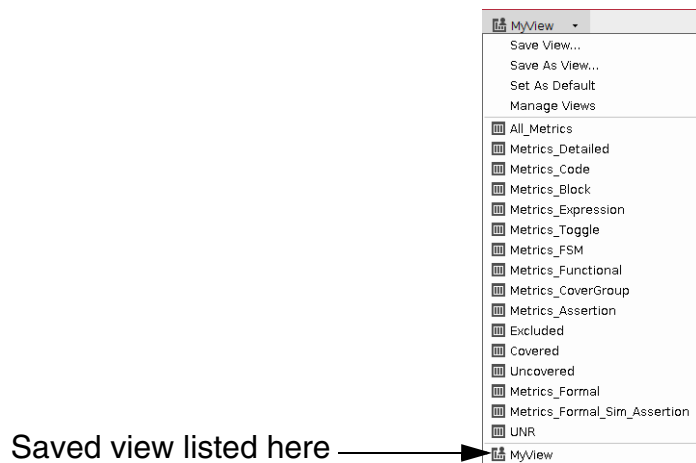 MyView
Save View...
Save As View...
Set As Default
Manage Views
All_Metrics
Metrics_Detailed
Metrics_Code
Metrics_Block
Metrics_Expression
Metrics_Toggle
Metrics_FSM
Metrics_Functional
Metrics_CoverGroup
Metrics_Assertion
Excluded
Covered
Uncovered
Metrics_Formal
Metrics_Formal_Sim_Assertion
UNR
Saved view listed here MyView